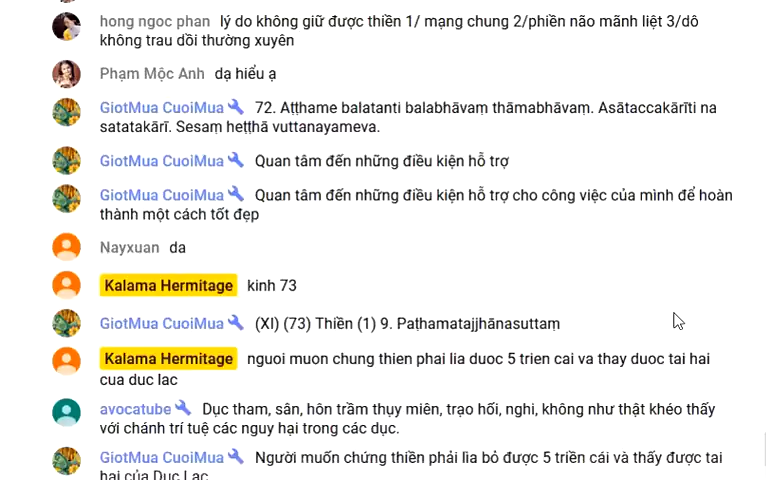 hong ngoc phan lý do không giữ được thiền 1/ mạng chung 2/phiền não mãnh liệt 3/dô
không trau dồi thường xuyên
Phạm Mộc Anh dạ hiểu ạ
GiotMua CuoiMua 72. Aṭṭhame balatanti balabhāvaṃ thāmabhāvaṃ. Asātaccakārīti na
satatakārī. Sesaṃ heṭṭhā vuttanayameva.
GiotMua CuoiMua Quan tâm đến những điều kiện hỗ trợ
GiotMua CuoiMua Quan tâm đến những điều kiện hỗ trợ cho công việc của mình để hoàn
thành một cách tốt đẹp
Nayxuan da
Kalama Hermitage kinh 73
GiotMua CuoiMua (XI) (73) Thiền (1) 9. Paṭhamatajjhānasuttaṃ
Kalama Hermitage nguoi muon chung thien phai lia duoc 5 trien cai va thay duoc tai hai
cua duc lac
avocatube Dục tham, sân, hôn trầm thụy miên, trạo hối, nghi, không như thật khéo thấy
với chánh trí tuệ các nguy hại trong các dục.
GiotMua CuoiMua Người muốn chứng thiền phải lìa bỏ được 5 triền cái và thấy được tai
hại của Dục Lạc